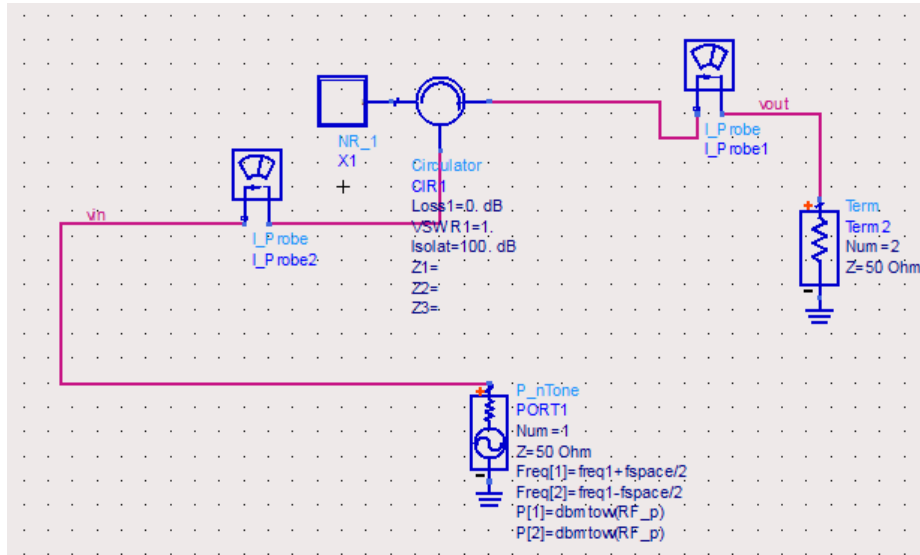 vout
I_Probe
I_Probe1
NR_1
X1
Circulator
CIR1
Loss1=.0. dB
VSWR1=1.
Isolat=100. dB
Z1=
Z2=
Z3=
vin
I_Probe
I_Probe2
Term
Term2
Num=2
Z=50 Ohm
P_nTone
PORT1
Num=1
Z=50 Ohm
Freq[1]=freq1+fspace/2
Freq[2]=freq1-fspace/2
P[1]=dbmtow(RF_p)
P[2]=dbmtow(RF_p)